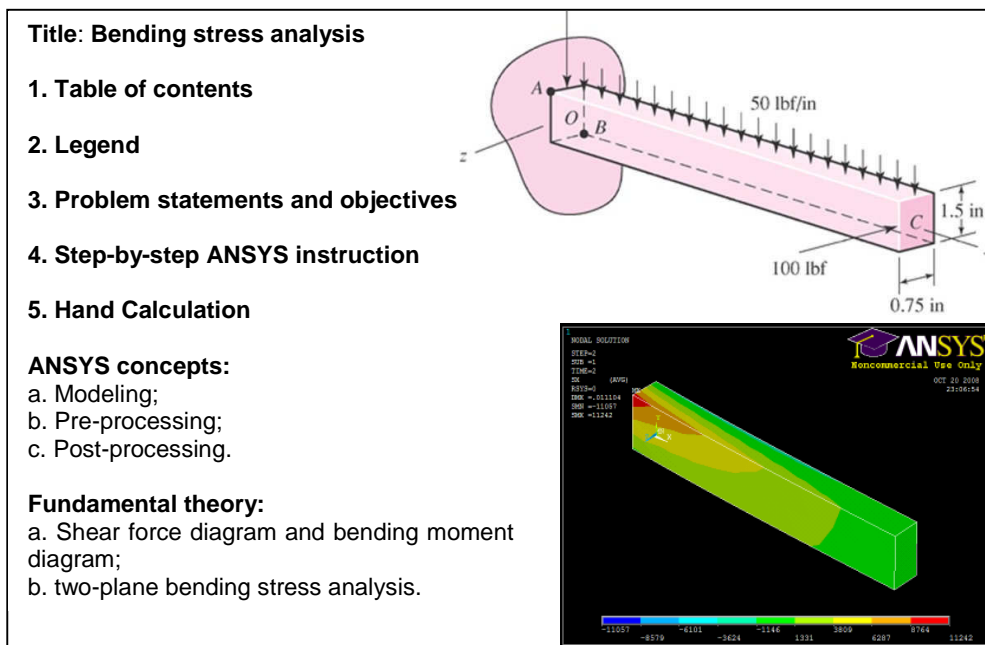 Title: Bending stress analysis
1. Table of contents
2. Legend
3. Problem statements and objectives
4. Step-by-step ANSYS instruction
5. Hand Calculation
ANSYS concepts:
a. Modeling;
b. Pre-processing;
c. Post-processing.
Fundamental theory:
a. Shear force diagram and bending moment
diagram;
b. two-plane bending stress analysis.
A
O
B
z
50 lbf/in
C
1.5 in
100 lbf
0.75 in
1
NODAL SOLUTION
STEP=2
SUB =1
TIME=2
SX (AVG)
RSYS=0
DMX =.011104
SMN =-11057
SMX =11242
ANSYS
Noncommercial Use Only
OCT 20 2008
23:06:54
Y
X
-11057 -6101 -1146 3809 8764
-8579 -3624 1331 6287 11242